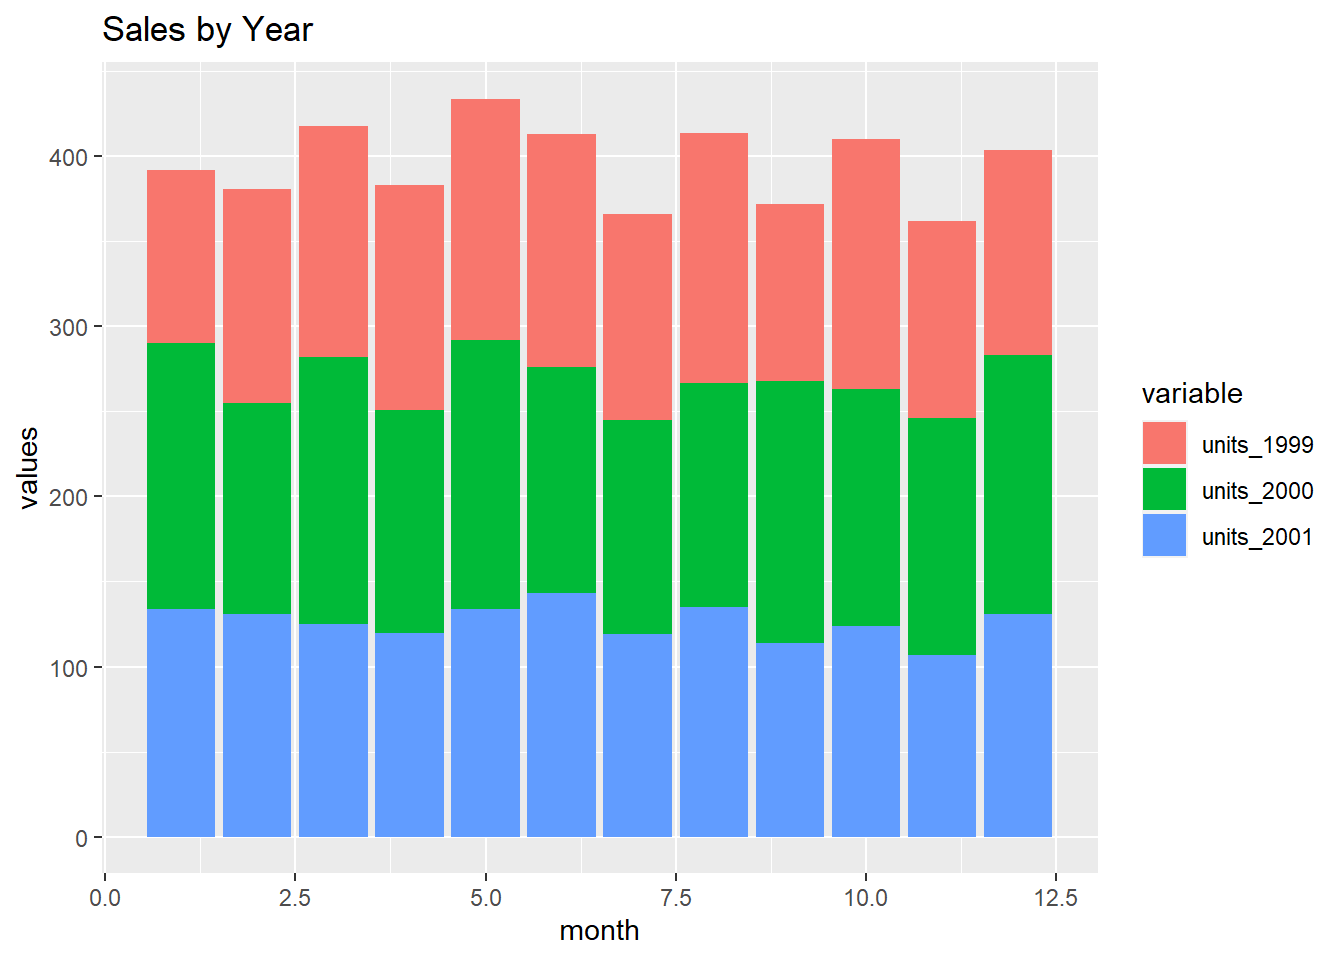 Sales by Year
400
300
200
100
0
values
0.0 2.5 5.0 7.5 10.0 12.5
month
variable
units_1999
units_2000
units_2001